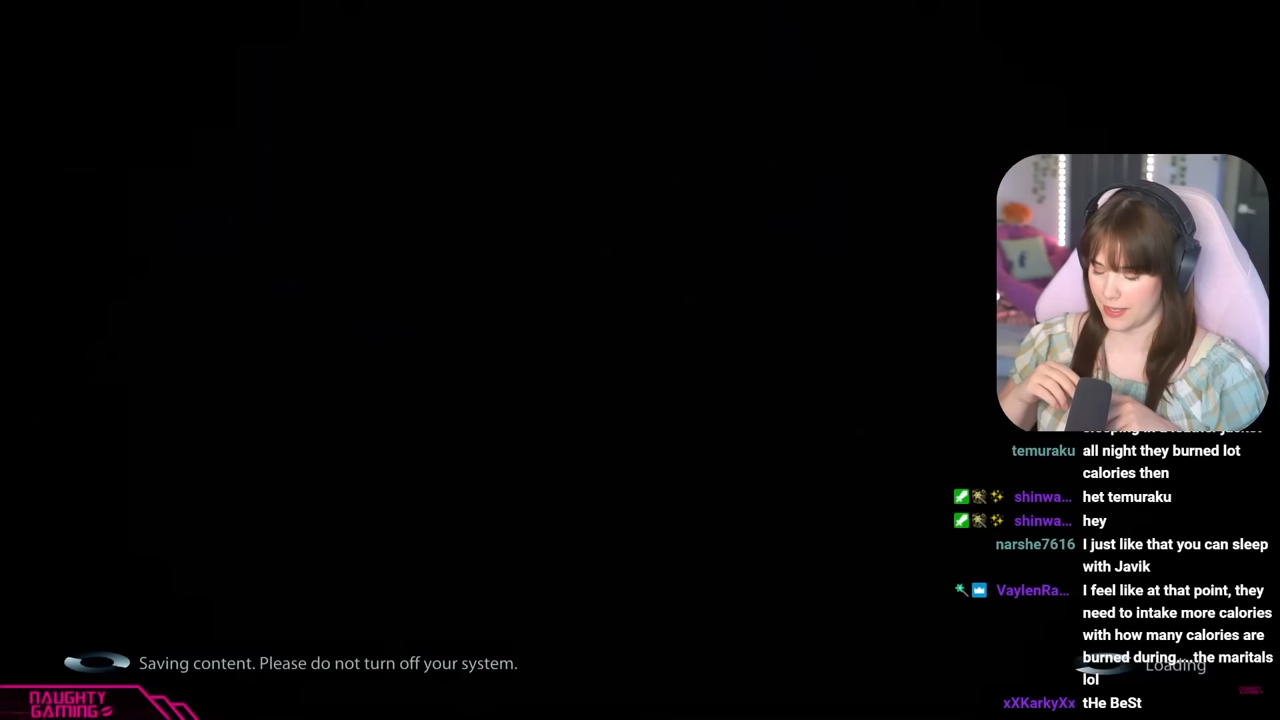 temuraku all night they burned lot
calories then
shinwa... het temuraku
shinwa... hey
narshe7616 I just like that you can sleep
with Javik
VaylenRa... I feel like at that point, they
need to intake more calories
with how many calories are
burned during....the maritals
lol
xXKarkyXx tHe BeSt
Saving content. Please do not turn off your system.
Loading
NAUGHTY
GAMING